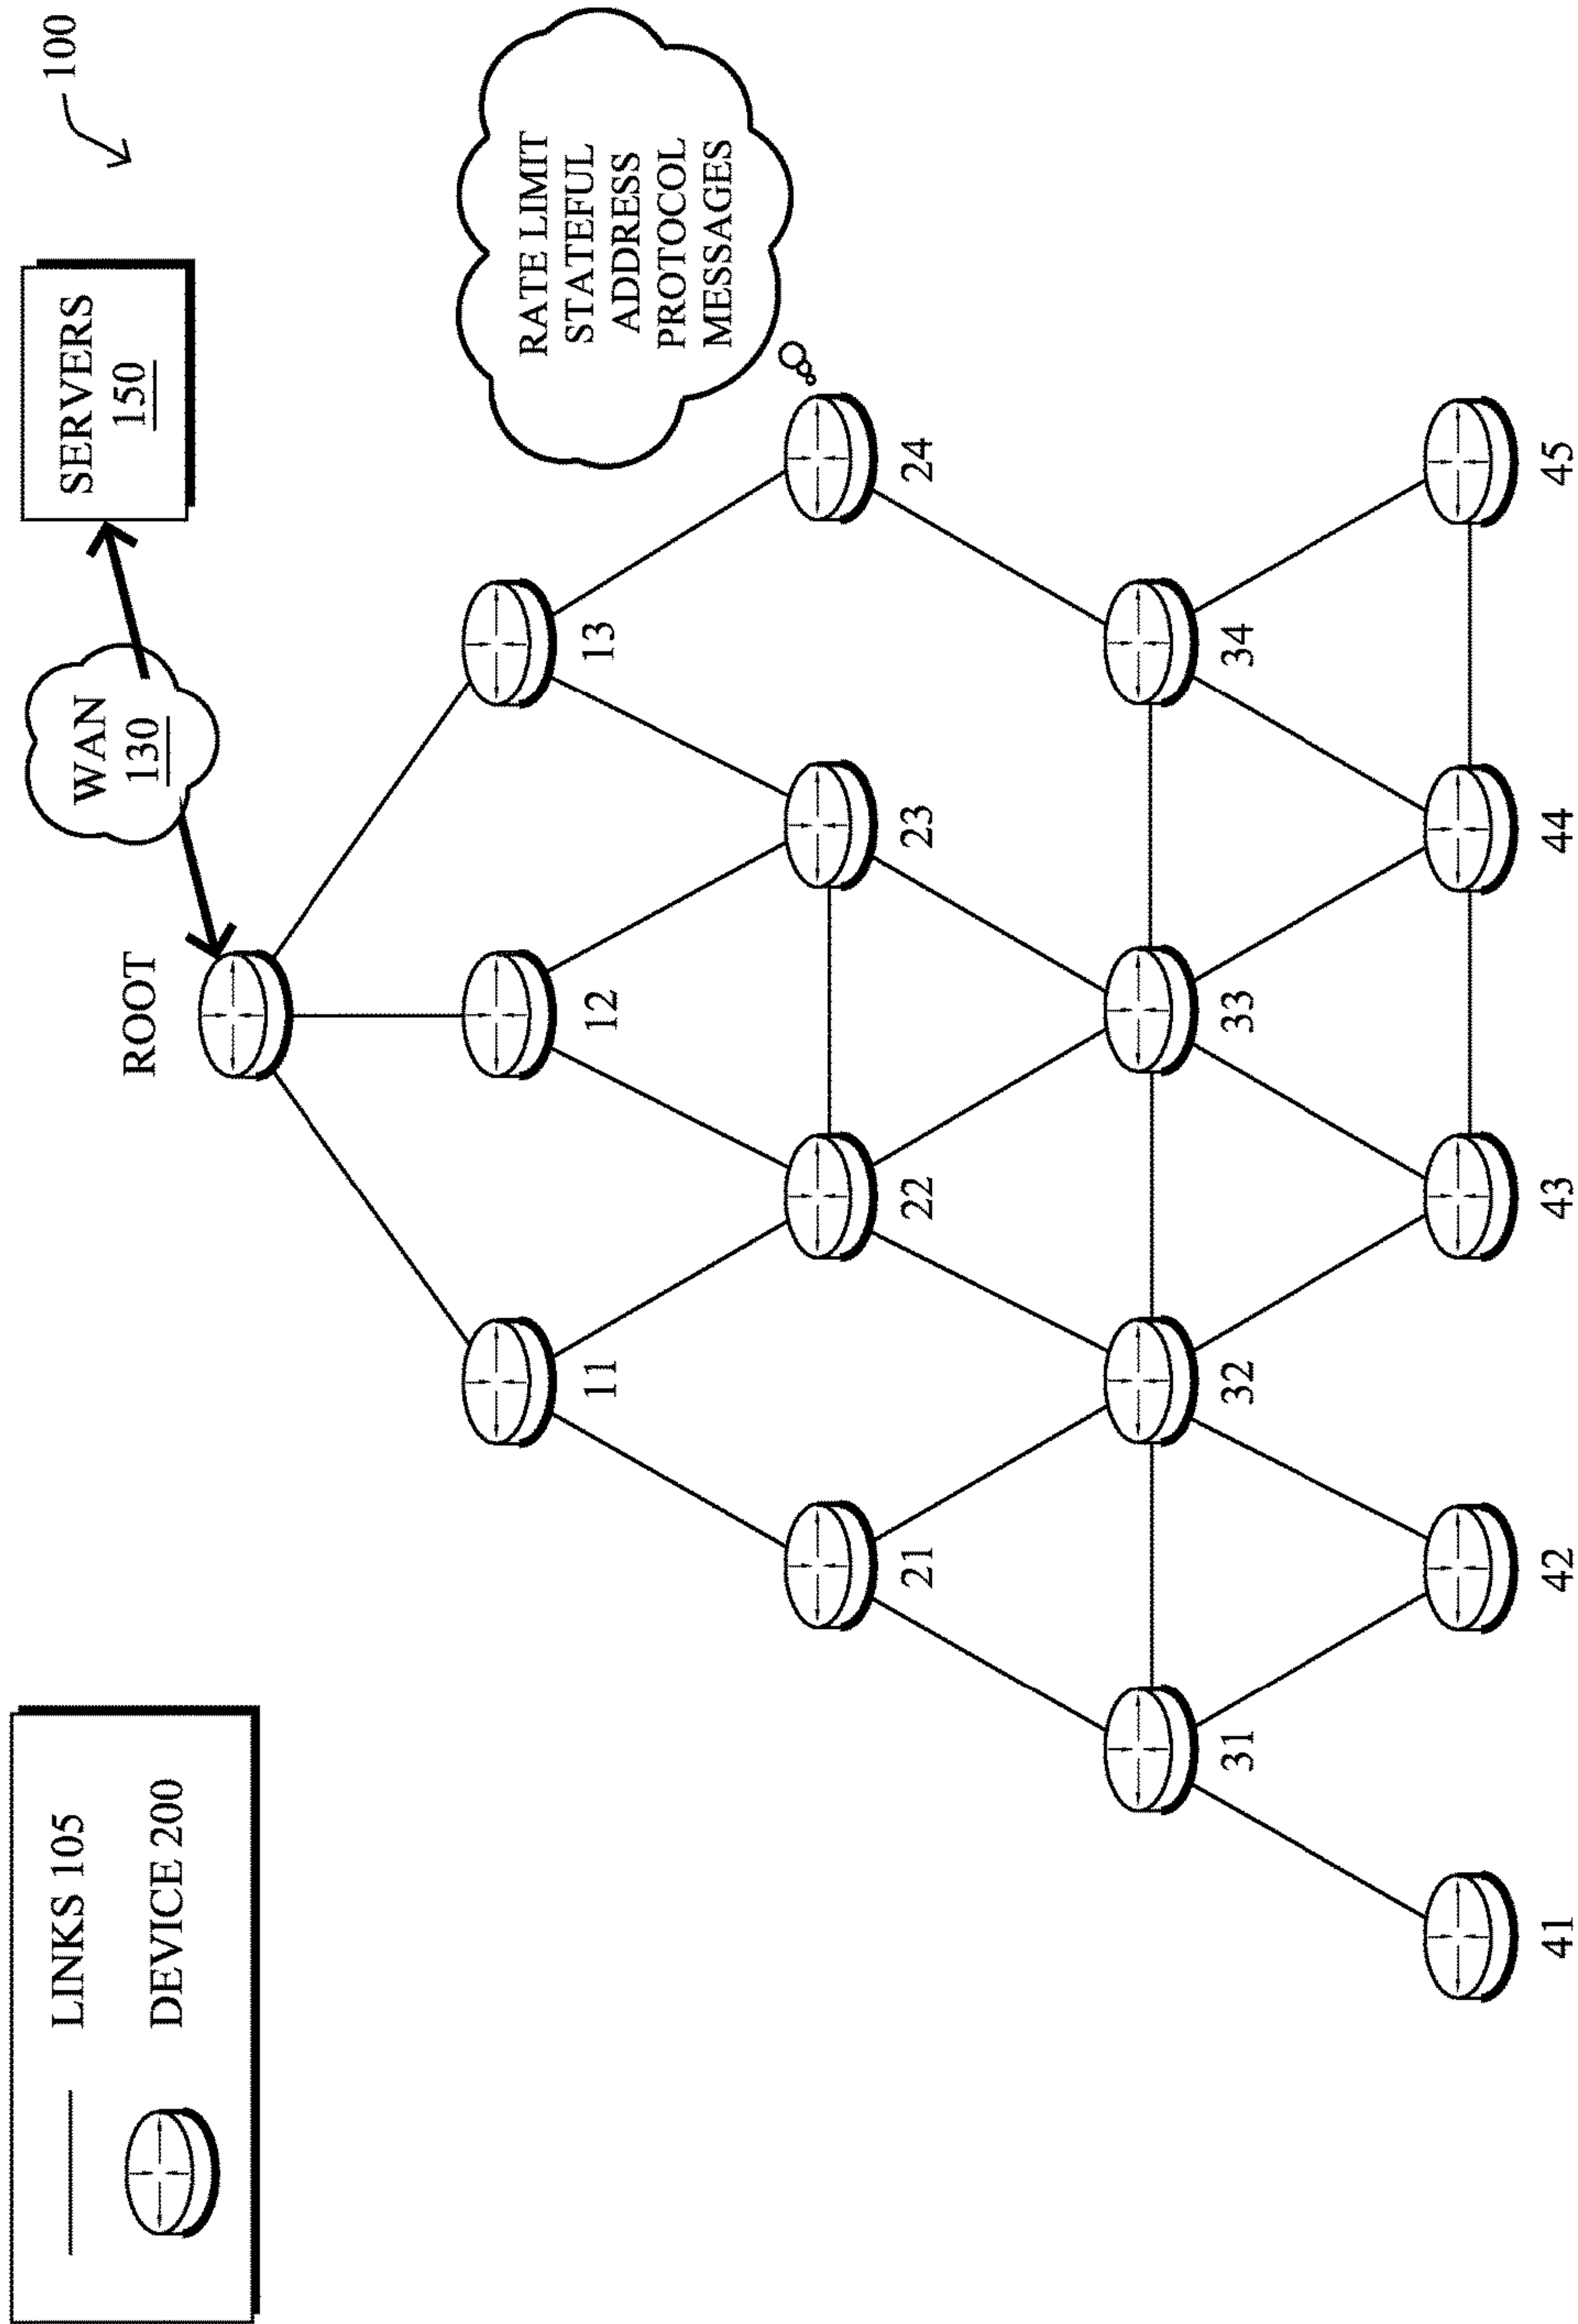 LINKS 105
DEVICE 200
100
SERVERS
150
WAN
130
ROOT
RATE LIMIT
STATEFUL
ADDRESS
PROTOCOL
MESSAGES
11
12
13
21
22
23
24
31
32
33
34
41
42
43
44
45